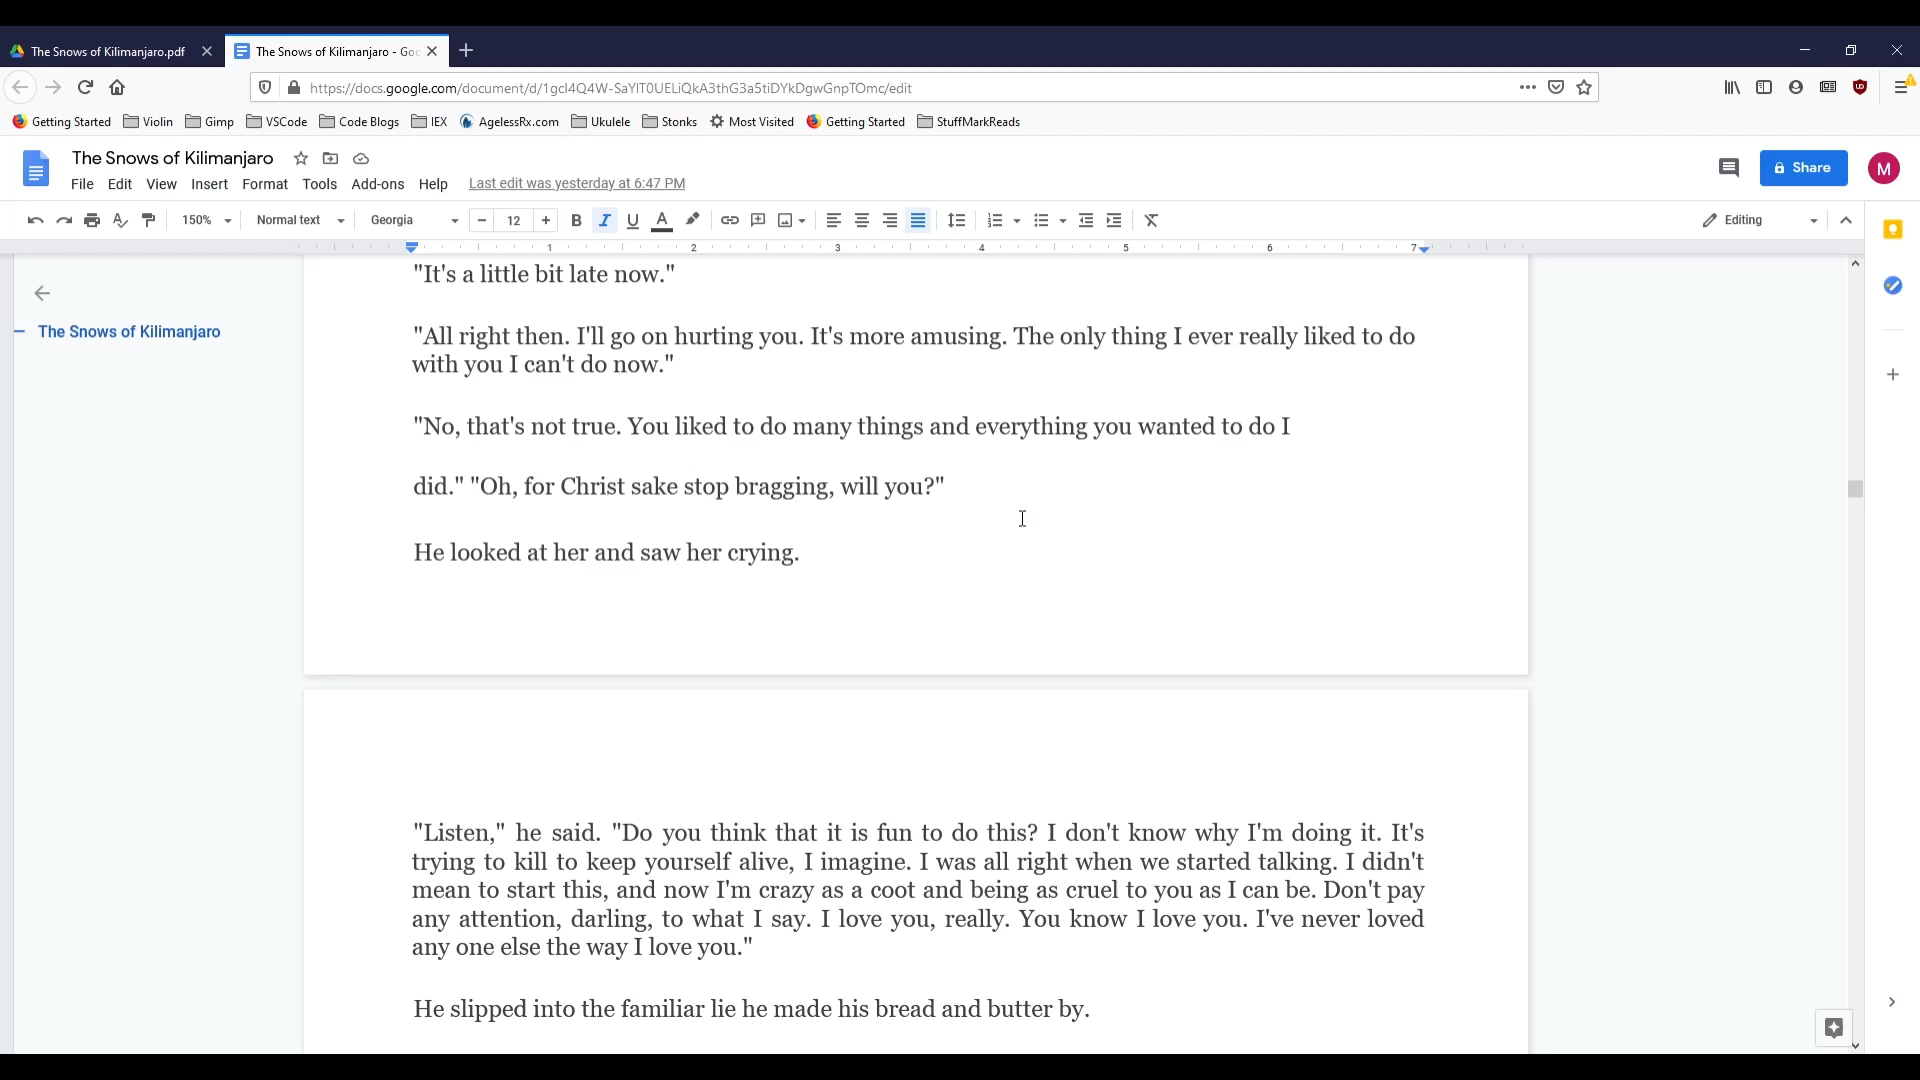 The Snows of Kilimanjaro.pdf
The Snows of Kilimanjaro - Goo
https://docs.google.com/document/d/1gcI4Q4W-SaYIT0UELiQkA3thG3a5tiDYkDgwGnpTOmc/edit
Getting Started Violin Gimp VSCode Code Blogs IEX AgelessRx.com Ukulele Stonks Most Visited Getting Started StuffMarkReads
The Snows of Kilimanjaro
File Edit View Insert Format Tools Add-ons Help Last edit was yesterday at 6:47 PM
Share
M
150% Normal text Georgia 12 B I U A Editing
1 2 3 4 5 6 7
The Snows of Kilimanjaro
"It's a little bit late now."
"All right then. I'll go on hurting you. It's more amusing. The only thing I ever really liked to do
with you I can't do now."
"No, that's not true. You liked to do many things and everything you wanted to do I
did." "Oh, for Christ sake stop bragging, will you?"
He looked at her and saw her crying.
"Listen," he said. "Do you think that it is fun to do this? I don't know why I'm doing it. It's
trying to kill to keep yourself alive, I imagine. I was all right when we started talking. I didn't
mean to start this, and now I'm crazy as a coot and being as cruel to you as I can be. Don't pay
any attention, darling, to what I say. I love you, really. You know I love you. I've never loved
any one else the way I love you."
He slipped into the familiar lie he made his bread and butter by.